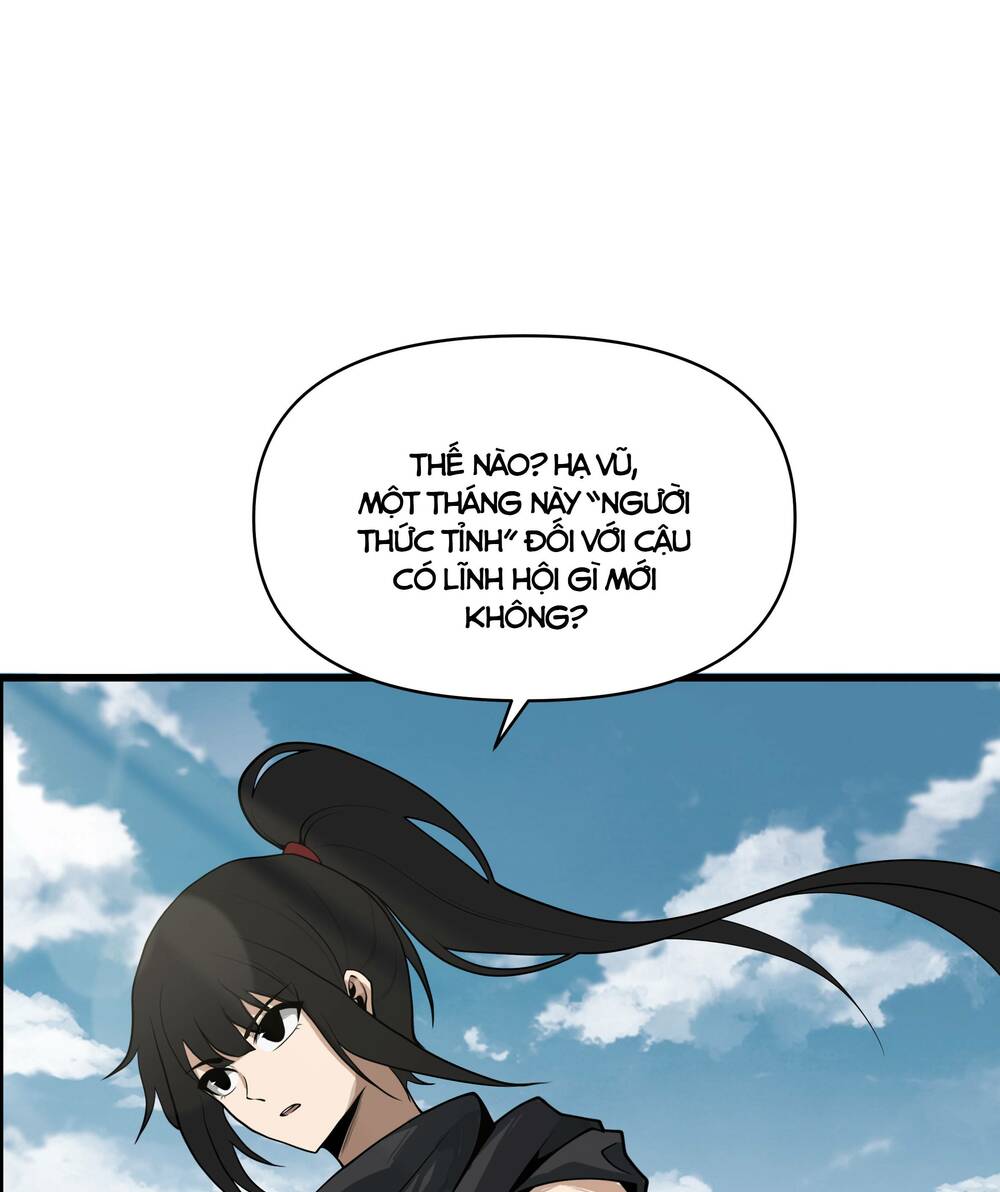 THẾ NÀO? HẠ VŨ,
MỘT THÁNG NÀY “NGƯỜI
THỨC TỈNH” ĐỐI VỚI CẬU
CÓ LĨNH HỘI GÌ MỚI
KHÔNG?